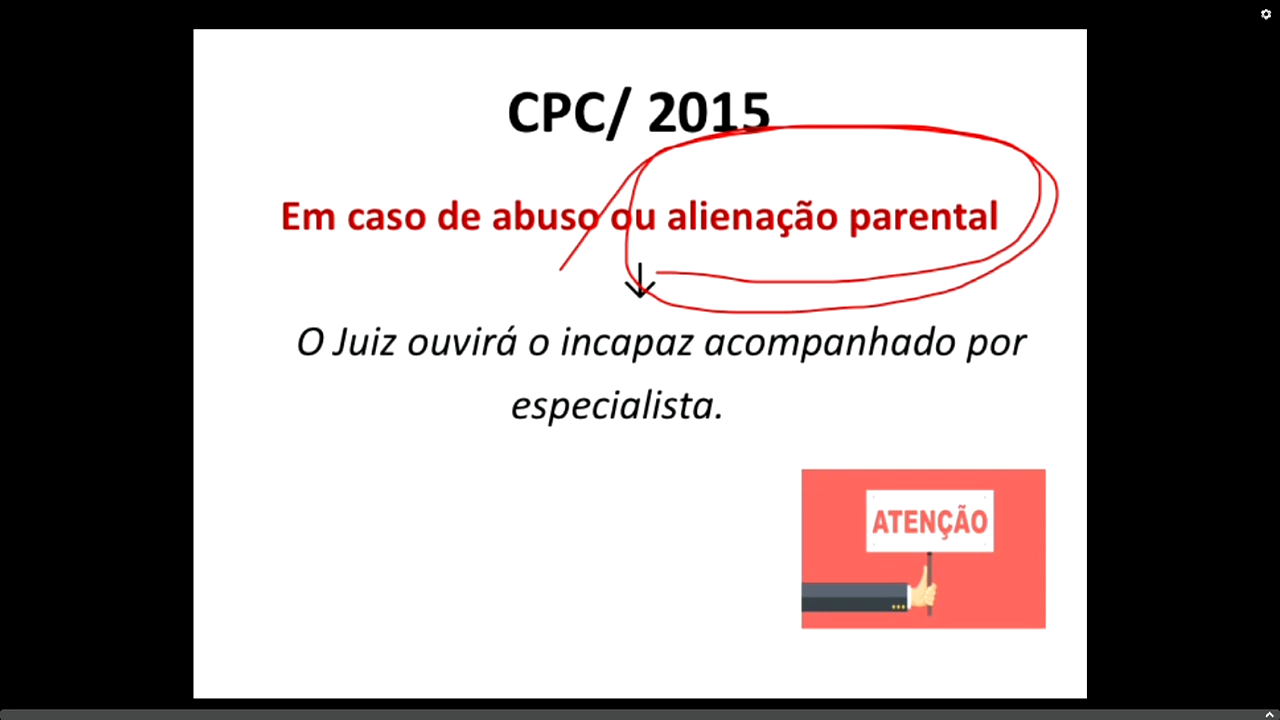 CPC/ 2015
Em caso de abuso ou alienação parental
O Juiz ouvirá o incapaz acompanhado por
especialista.
ATENÇÃO